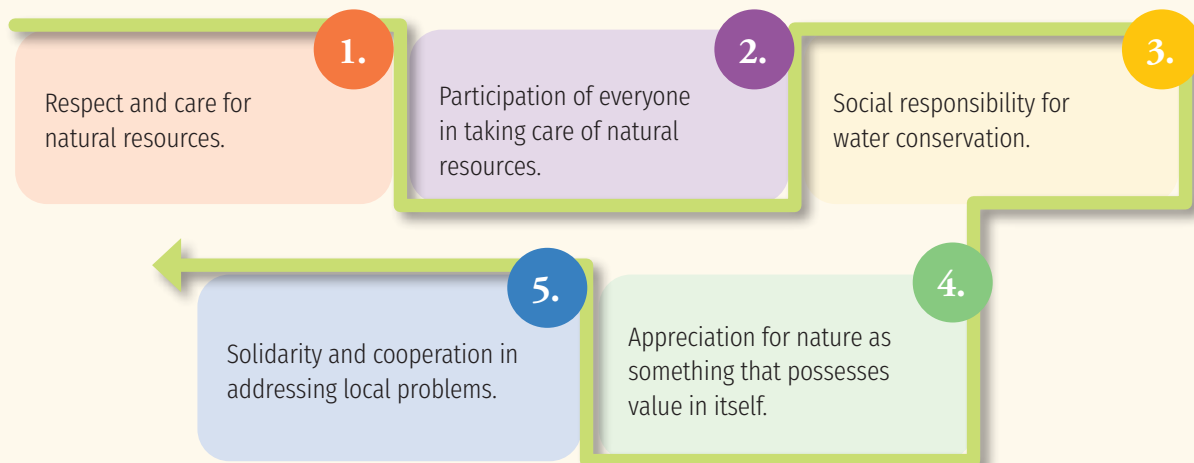 1.
Respect and care for
natural resources.
2.
Participation of everyone
in taking care of natural
resources.
3.
Social responsibility for
water conservation.
4.
Appreciation for nature as
something that possesses
value in itself.
5.
Solidarity and cooperation in
addressing local problems.